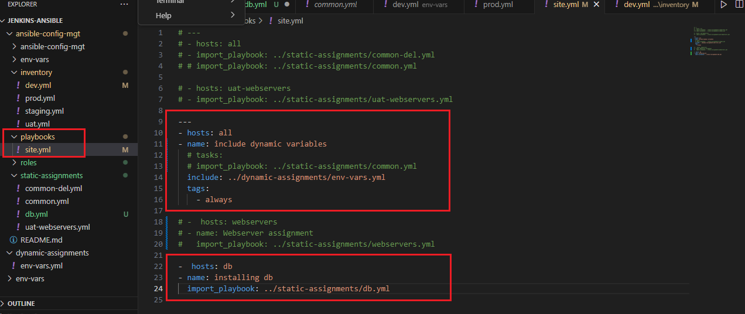 EXPLORER
JENKINS-ANSIBLE
ansible-config-mgt
ansible-config-mgt
env-vars
inventory
dev.yml M
prod.yml
staging.yml
uat.yml
playbooks
site.yml M
roles
static-assignments
common-del.yml
common.yml
db.yml U
uat-webservers.yml
README.md
dynamic-assignments
env-vars.yml
env-vars
OUTLINE
Terminal
Help
db.yml U
common.yml
dev.yml env-vars
prod.yml
site.yml M
dev.yml ...\inventory M
books > site.yml
1 # ---
2 # - hosts: all
3 # - import_playbook: ../static-assignments/common-del.yml
4 # # import_playbook: ../static-assignments/common.yml
5
6 # - hosts: uat-webservers
7 # - import_playbook: ../static-assignments/uat-webservers.yml
8
9 ---
10 - hosts: all
11 - name: include dynamic variables
12 # tasks:
13 # import_playbook: ../static-assignments/common.yml
14 include: ../dynamic-assignments/env-vars.yml
15 tags:
16 - always
17
18 # -  hosts: webservers
19 # - name: Webserver assignment
20 #   import_playbook: ../static-assignments/webservers.yml
21
22 -  hosts: db
23 - name: installing db
24 import_playbook: ../static-assignments/db.yml
25